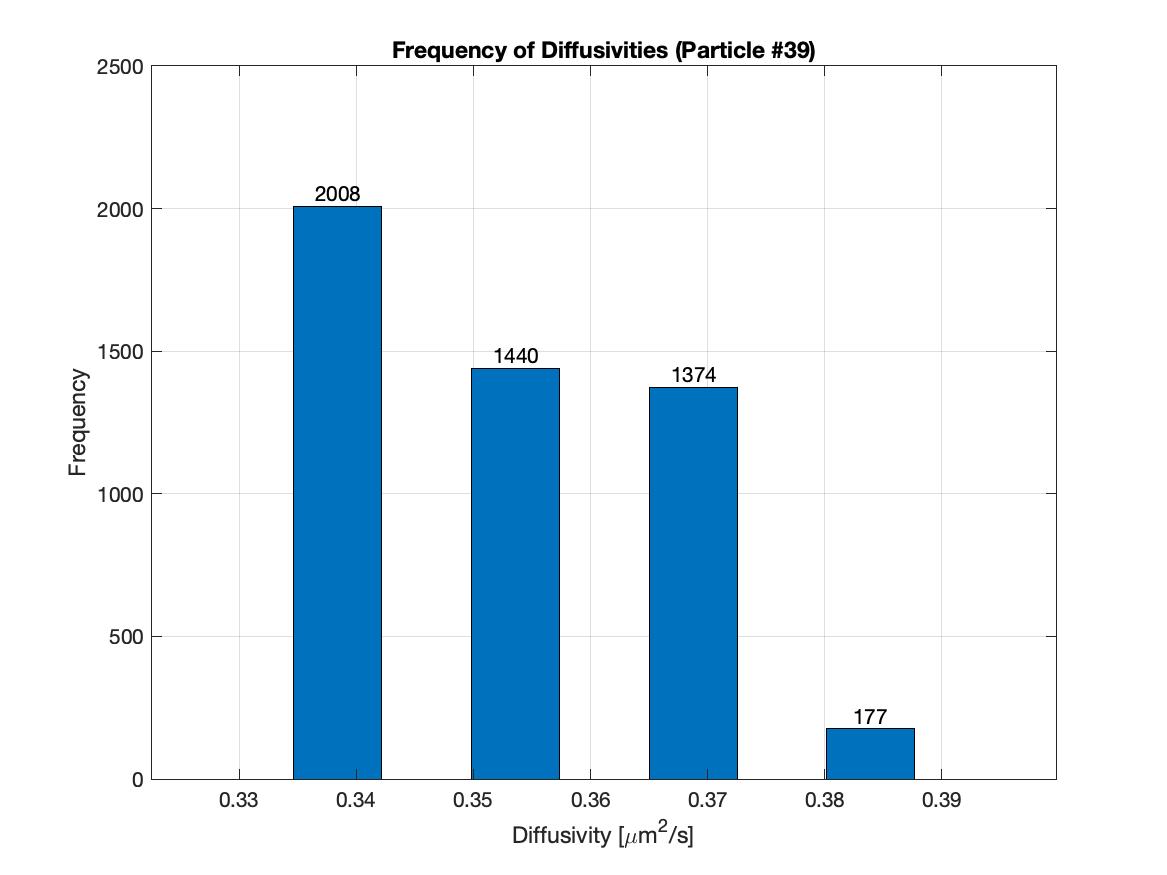 Frequency of Diffusivities (Particle #39)
2500
2000
1500
1000
500
0
Frequency
2008
1440
1374
177
0.33 0.34 0.35 0.36 0.37 0.38 0.39
Diffusivity [μm²/s]